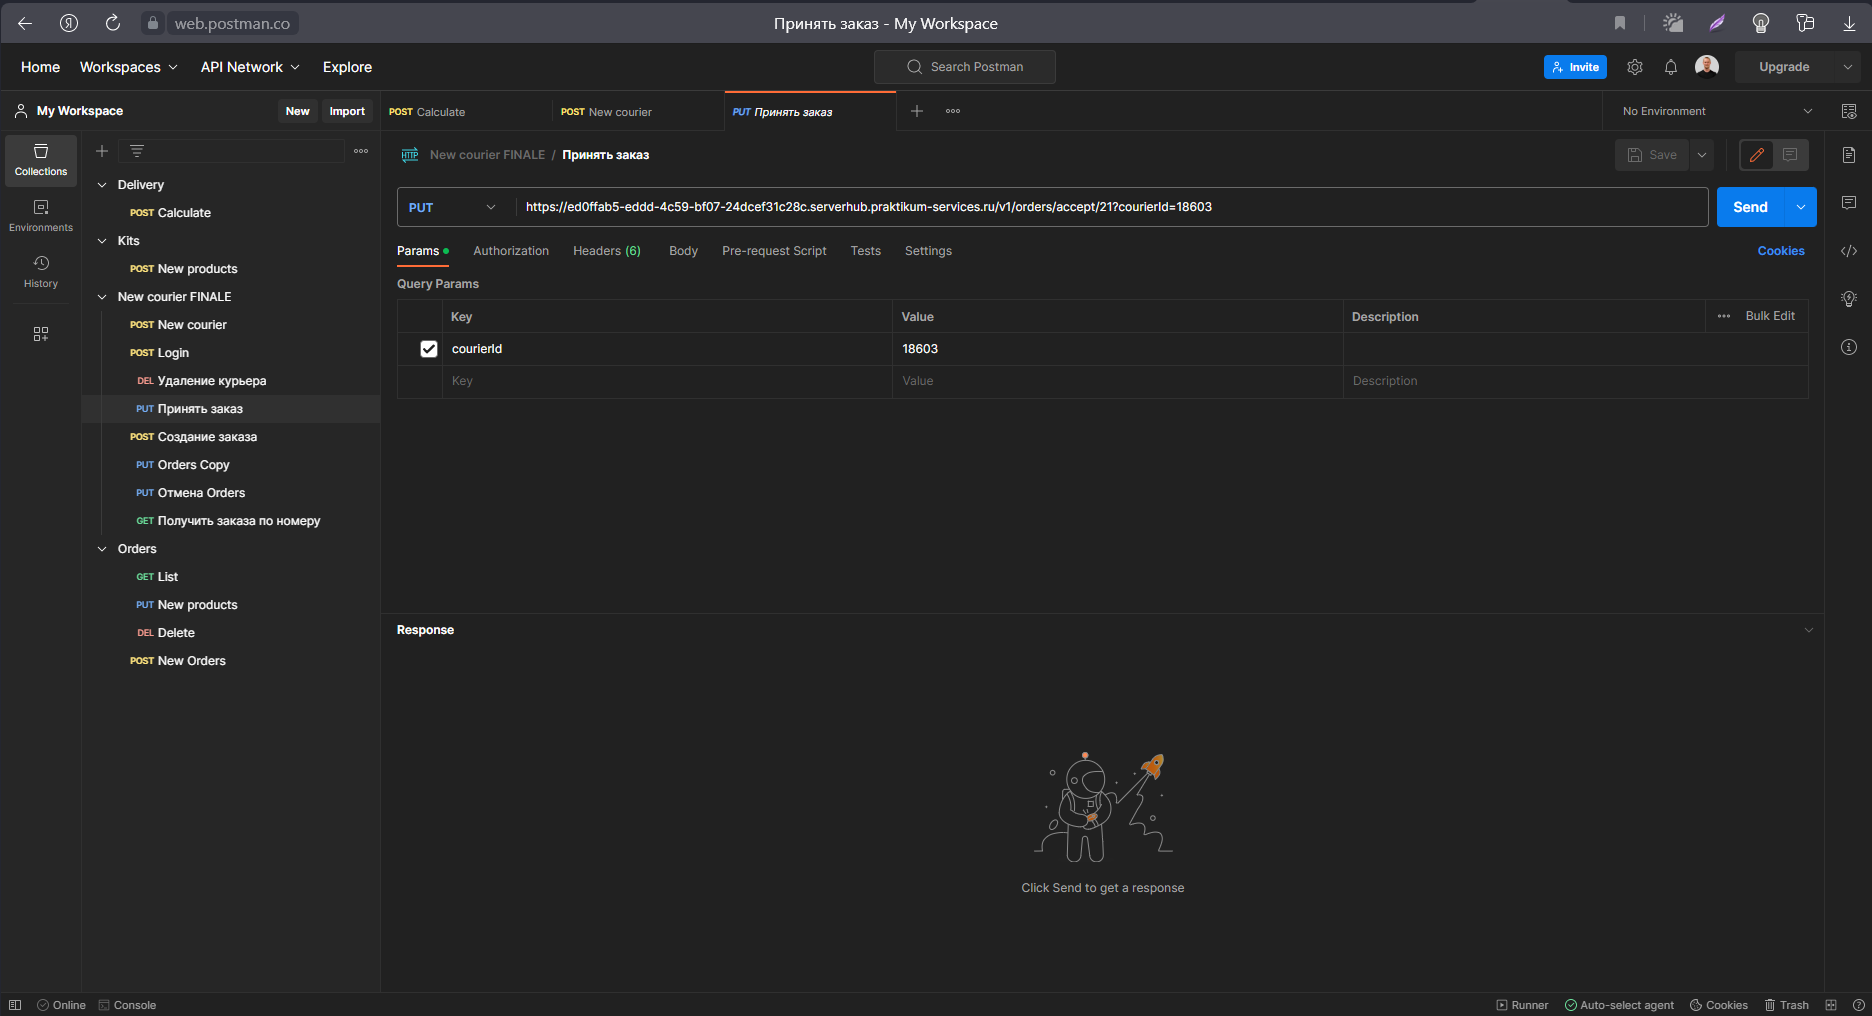 web.postman.co
Принять заказ - My Workspace
Home Workspaces API Network Explore
Search Postman
Invite
Upgrade
My Workspace
New Import
POST Calculate
POST New courier
PUT Принять заказ
No Environment
Collections
Environments
History
Delivery
POST Calculate
Kits
POST New products
New courier FINALE
POST New courier
POST Login
DEL Удаление курьера
PUT Принять заказ
POST Создание заказа
PUT Orders Copy
PUT Отмена Orders
GET Получить заказа по номеру
Orders
GET List
PUT New products
DEL Delete
POST New Orders
HTTP New courier FINALE / Принять заказ
Save
PUT https://ed0ffab5-eddd-4c59-bf07-24dcef31c28c.serverhub.praktikum-services.ru/v1/orders/accept/21?courierId=18603
Send
Params Authorization Headers (6) Body Pre-request Script Tests Settings
Cookies
Query Params
Key Value Description Bulk Edit
courierId 18603
Key Value Description
Response
Click Send to get a response
Online Console
Runner Auto-select agent Cookies Trash